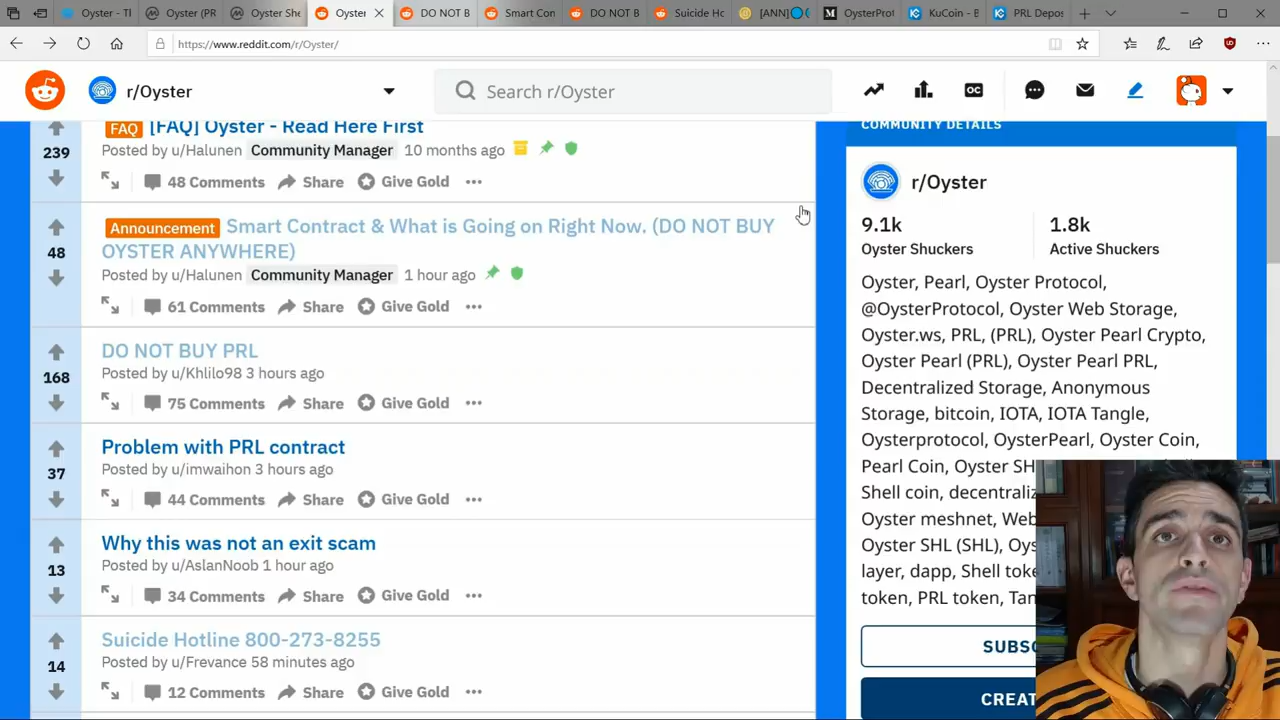 Oyster - T
Oyster (PR
Oyster She
Oyster
DO NOT B
Smart Con
DO NOT B
Suicide Ho
[ANN]
OysterProt
KuCoin - B
PRL Depos
https://www.reddit.com/r/Oyster/
r/Oyster
Search r/Oyster
OC
FAQ [FAQ] Oyster - Read Here First
239
Posted by u/Halunen Community Manager 10 months ago
48 Comments Share Give Gold
Announcement Smart Contract & What is Going on Right Now. (DO NOT BUY
OYSTER ANYWHERE)
48
Posted by u/Halunen Community Manager 1 hour ago
61 Comments Share Give Gold
DO NOT BUY PRL
168
Posted by u/Khlilo98 3 hours ago
75 Comments Share Give Gold
Problem with PRL contract
37
Posted by u/imwaihon 3 hours ago
44 Comments Share Give Gold
Why this was not an exit scam
13
Posted by u/AslanNoob 1 hour ago
34 Comments Share Give Gold
Suicide Hotline 800-273-8255
14
Posted by u/Frevance 58 minutes ago
12 Comments Share Give Gold
COMMUNITY DETAILS
r/Oyster
9.1k 1.8k
Oyster Shuckers Active Shuckers
Oyster, Pearl, Oyster Protocol,
@OysterProtocol, Oyster Web Storage,
Oyster.ws, PRL, (PRL), Oyster Pearl Crypto,
Oyster Pearl (PRL), Oyster Pearl PRL,
Decentralized Storage, Anonymous
Storage, bitcoin, IOTA, IOTA Tangle,
Oysterprotocol, OysterPearl, Oyster Coin,
Pearl Coin, Oyster SH
Shell coin, decentraliz
Oyster meshnet, Web
Oyster SHL (SHL), Oys
layer, dapp, Shell toke
token, PRL token, Tan
SUBSC
CREAT